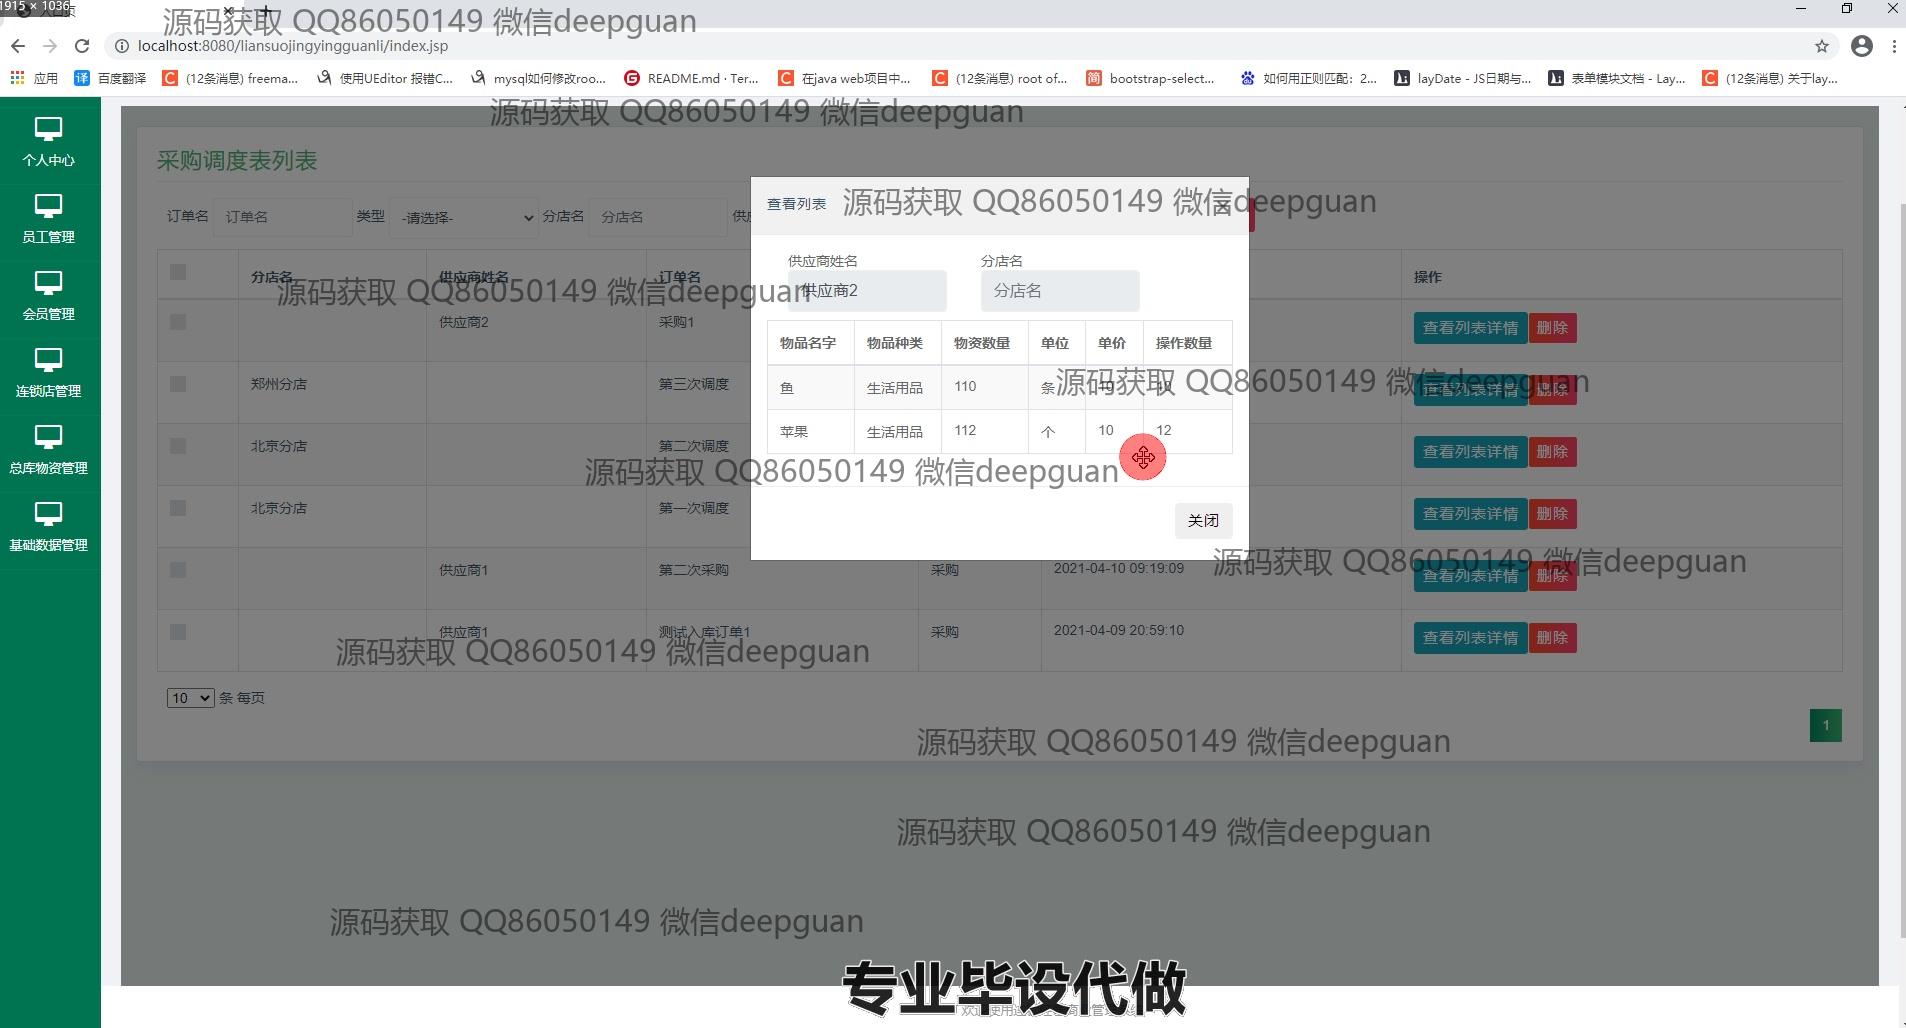 1915 × 1036
源码获取 QQ86050149 微信deepguan
localhost:8080/liansuojingyingguanli/index.jsp
应用 百度翻译 (12条消息) freema... 使用UEditor 报错C... mysql如何修改roo... README.md · Ter... 在java web项目中... (12条消息) root of... bootstrap-select... 如何用正则匹配：2... layDate - JS日期与... 表单模块文档 - Lay... (12条消息) 关于lay...
源码获取 QQ86050149 微信deepguan
个人中心
员工管理
会员管理
连锁店管理
总库物资管理
基础数据管理
采购调度表列表
订单名 订单名 类型 -请选择- 分店名 分店名
分店名 供应商姓名 订单名 操作
供应商2 采购1 查看列表详情 删除
郑州分店 第三次调度 查看列表详情 删除
北京分店 第二次调度 查看列表详情 删除
北京分店 第一次调度 查看列表详情 删除
供应商1 第二次采购 采购 2021-04-10 09:19:09 查看列表详情 删除
供应商1 测试入库订单1 采购 2021-04-09 20:59:10 查看列表详情 删除
10 条 每页
1
查看列表
源码获取 QQ86050149 微信deepguan
供应商姓名 分店名
供应商2 分店名
源码获取 QQ86050149 微信deepguan
物品名字 物品种类 物资数量 单位 单价 操作数量
鱼 生活用品 110 条 10 10
源码获取 QQ86050149 微信deepguan
苹果 生活用品 112 个 10 12
源码获取 QQ86050149 微信deepguan
关闭
源码获取 QQ86050149 微信deepguan
源码获取 QQ86050149 微信deepguan
源码获取 QQ86050149 微信deepguan
源码获取 QQ86050149 微信deepguan
源码获取 QQ86050149 微信deepguan
专业毕设代做